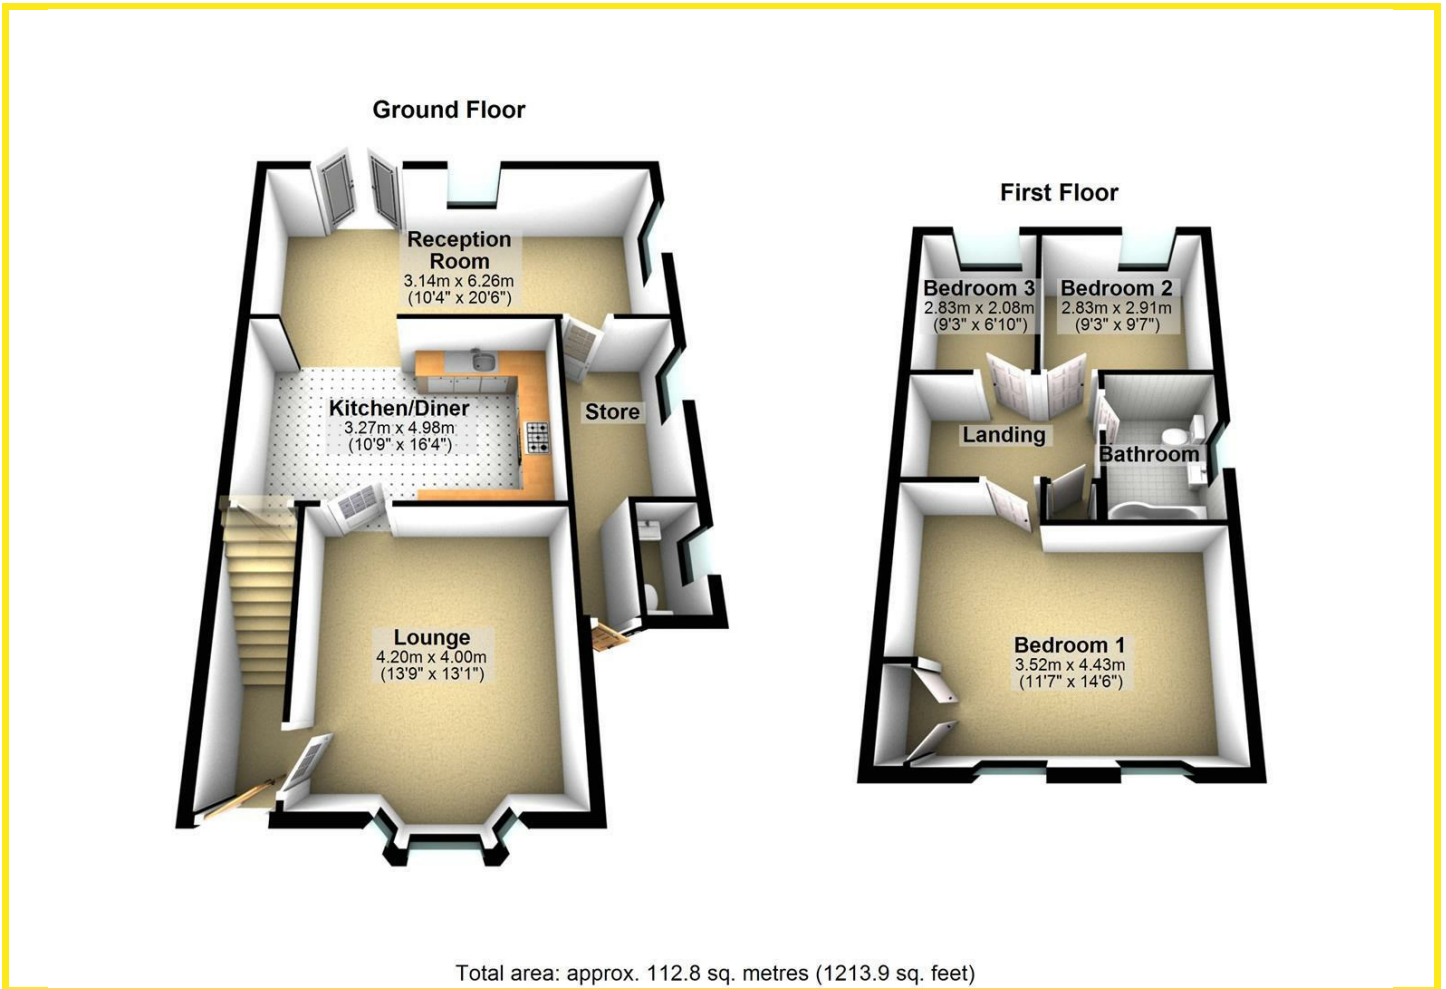 Ground Floor
Reception
Room
3.14m x 6.26m
(10'4" x 20'6")
Kitchen/Diner
3.27m x 4.98m
(10'9" x 16'4")
Store
Lounge
4.20m x 4.00m
(13'9" x 13'1")
First Floor
Bedroom 3
2.83m x 2.08m
(9'3" x 6'10")
Bedroom 2
2.83m x 2.91m
(9'3" x 9'7")
Landing
Bathroom
Bedroom 1
3.52m x 4.43m
(11'7" x 14'6")
Total area: approx. 112.8 sq. metres (1213.9 sq. feet)